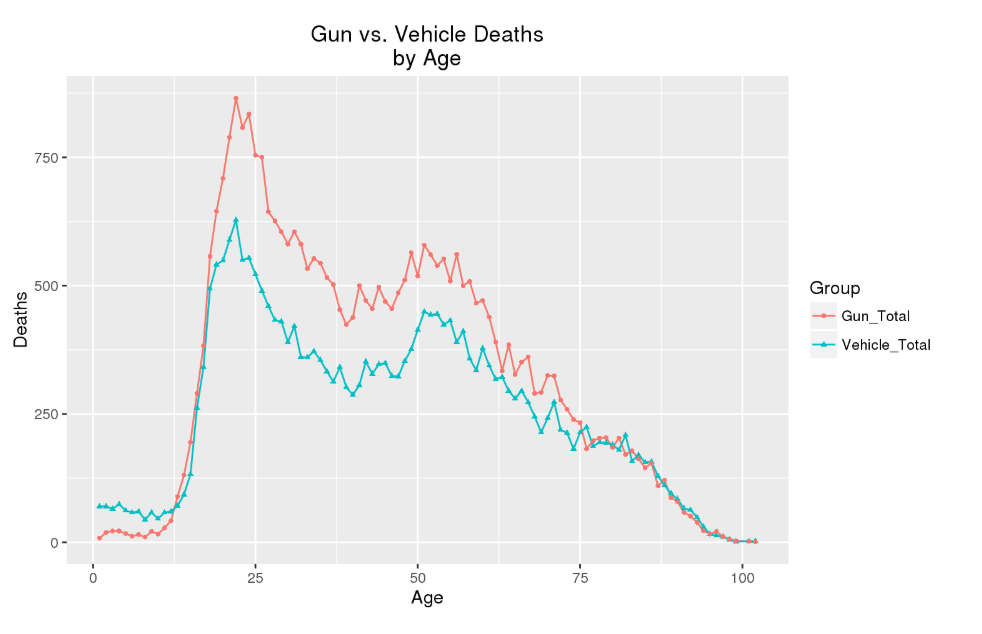 Gun vs. Vehicle Deaths
by Age
750
500
250
0
Deaths
0 25 50 75 100
Age
Group
Gun_Total
Vehicle_Total